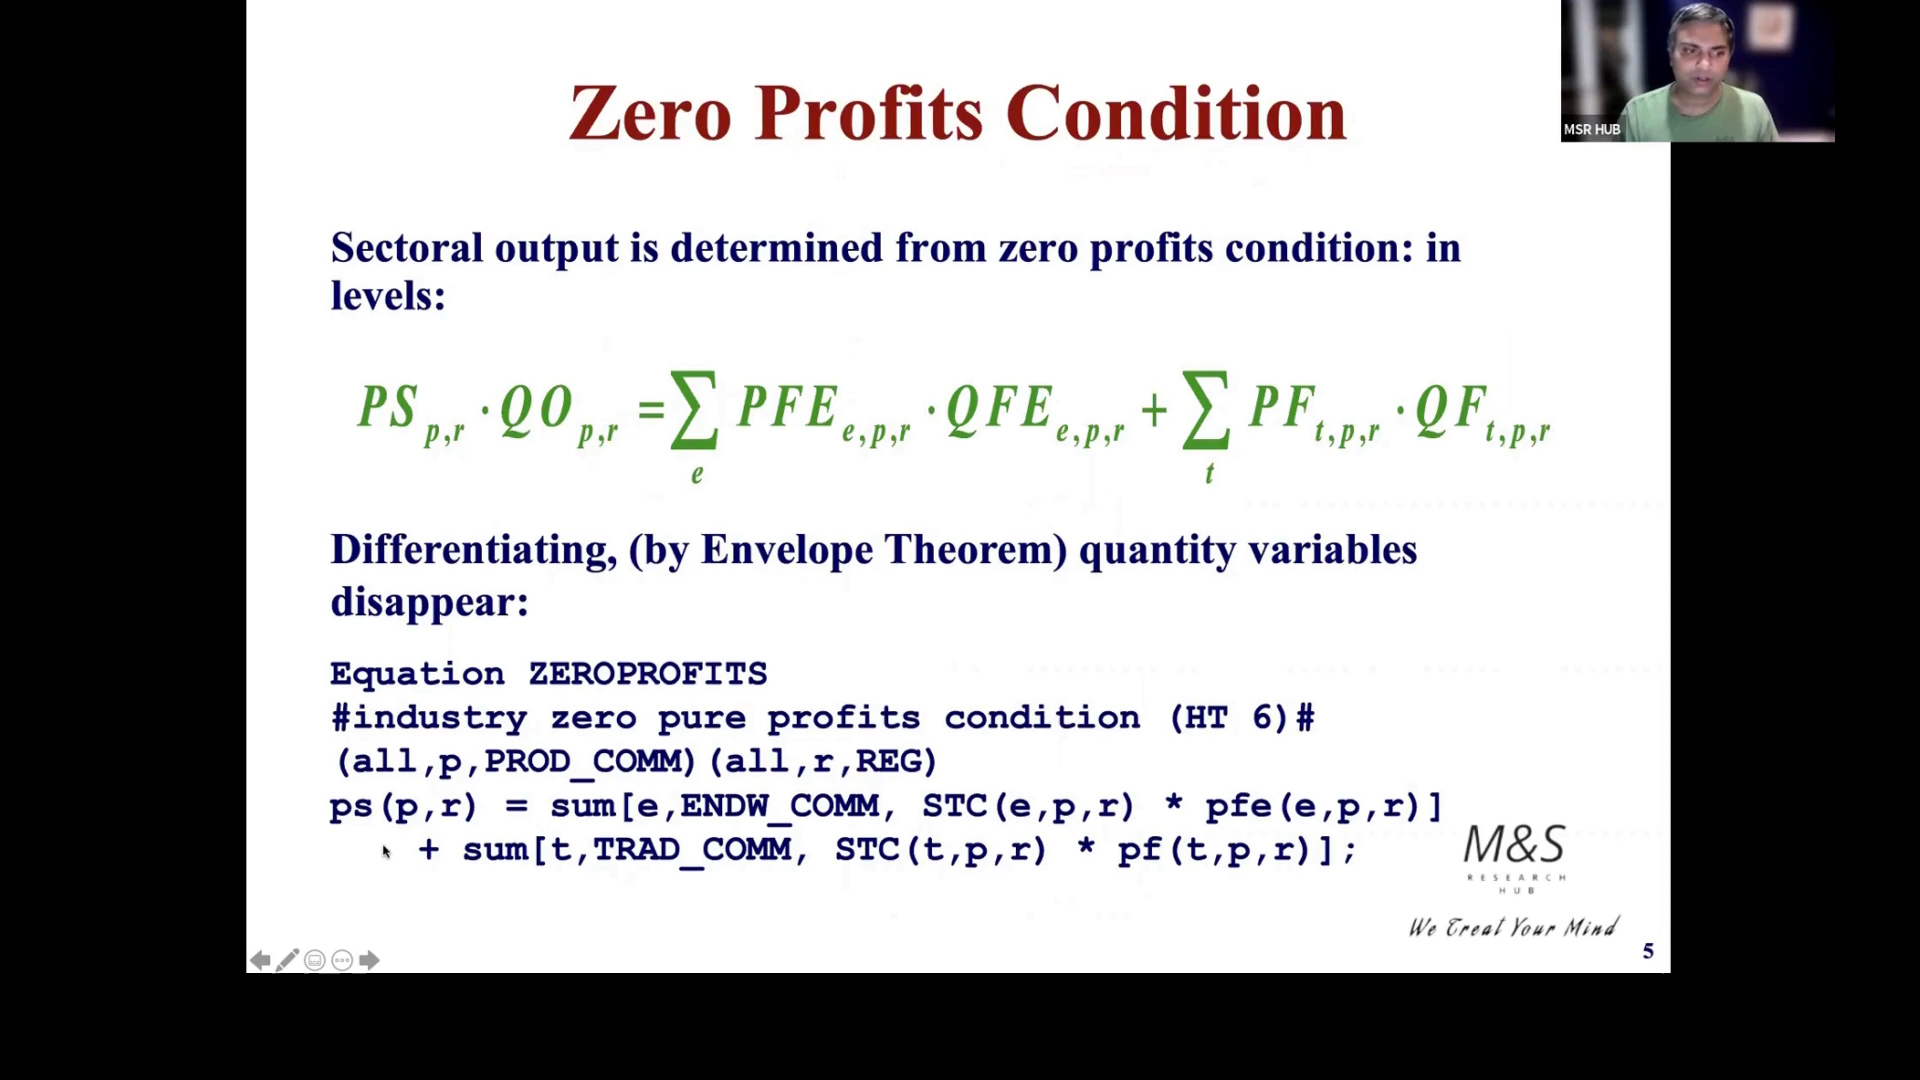 MSR HUB
Zero Profits Condition
Sectoral output is determined from zero profits condition: in
levels:
PS_{p,r} · QO_{p,r} = ∑_{e} PFE_{e,p,r} · QFE_{e,p,r} + ∑_{t} PF_{t,p,r} · QF_{t,p,r}
Differentiating, (by Envelope Theorem) quantity variables
disappear:
Equation ZEROPROFITS
#industry zero pure profits condition (HT 6)#
(all,p,PROD_COMM)(all,r,REG)
ps(p,r) = sum[e,ENDW_COMM, STC(e,p,r) * pfe(e,p,r)]
+ sum[t,TRAD_COMM, STC(t,p,r) * pf(t,p,r)];
M&S
RESEARCH
HUB
We Treat Your Mind
5